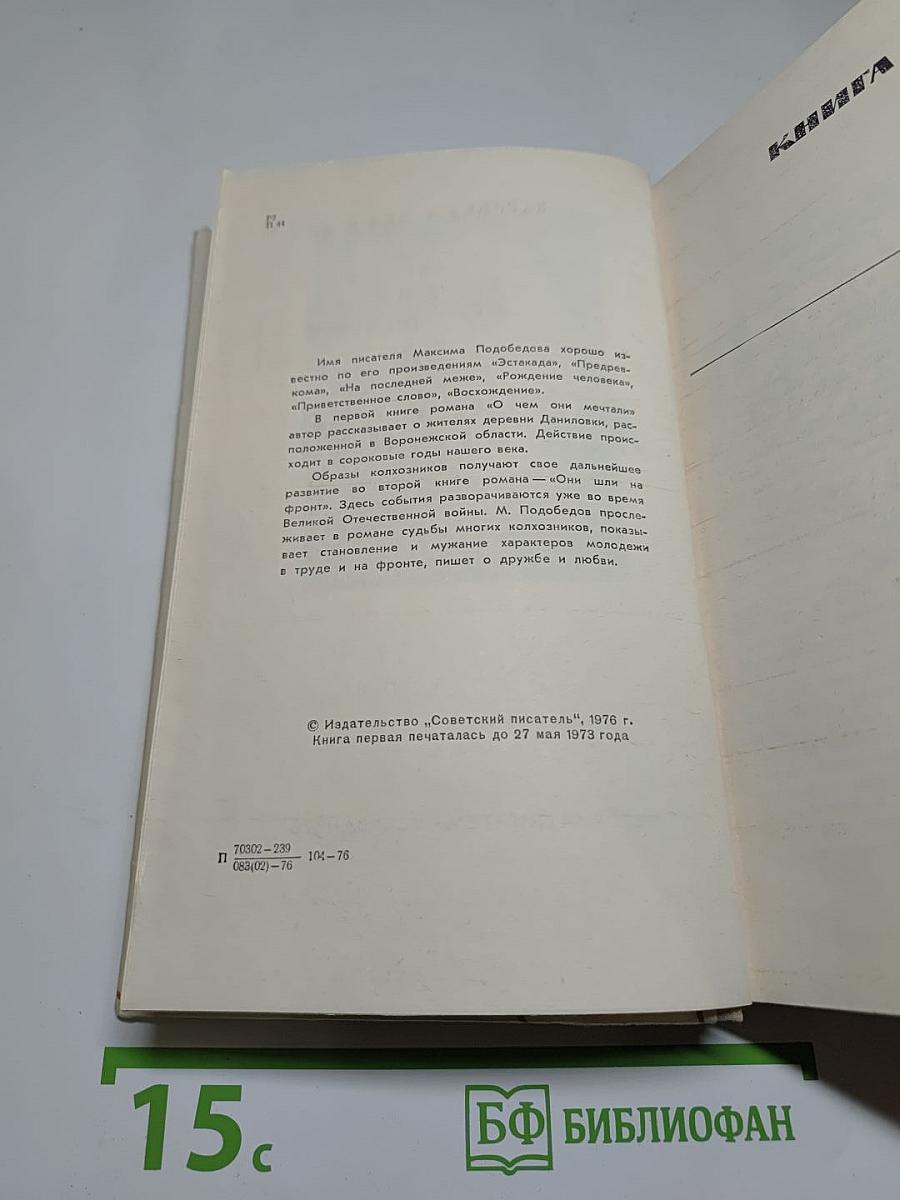 Р2
П 44
Имя писателя Максима Подобедова хорошо из-
вестно по его произведениям «Эстакада», «Предрев-
кома», «На последней меже», «Рождение человека»,
«Приветственное слово», «Восхождение».
В первой книге романа «О чем они мечтали»
автор рассказывает о жителях деревни Даниловки, рас-
положенной в Воронежской области. Действие проис-
ходит в сороковые годы нашего века.
Образы колхозников получают свое дальнейшее
развитие во второй книге романа — «Они шли на
фронт». Здесь события разворачиваются уже во время
Великой Отечественной войны. М. Подобедов просле-
живает в романе судьбы многих колхозников, показы-
вает становление и мужание характеров молодежи
в труде и на фронте, пишет о дружбе и любви.
© Издательство „Советский писатель“, 1976 г.
Книга первая печаталась до 27 мая 1973 года
П 70302—239
083(02)—76 104—76
КНИГА
15 с
БФ БИБЛИОФАН